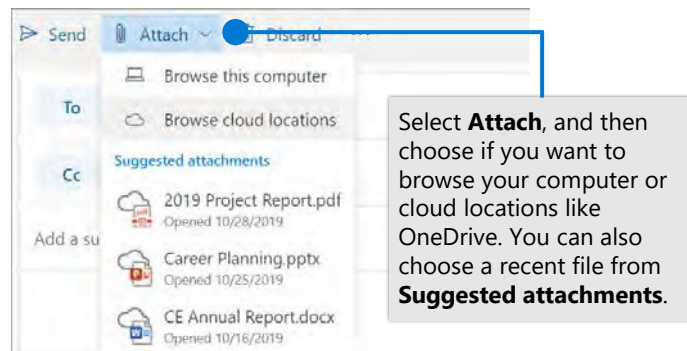 Send Attach Discard
Browse this computer
To
Browse cloud locations
Suggested attachments
Cc
2019 Project Report.pdf
Opened 10/28/2019
Add a su
Career Planning.pptx
Opened 10/25/2019
CE Annual Report.docx
Opened 10/16/2019
Select Attach, and then
choose if you want to
browse your computer or
cloud locations like
OneDrive. You can also
choose a recent file from
Suggested attachments.